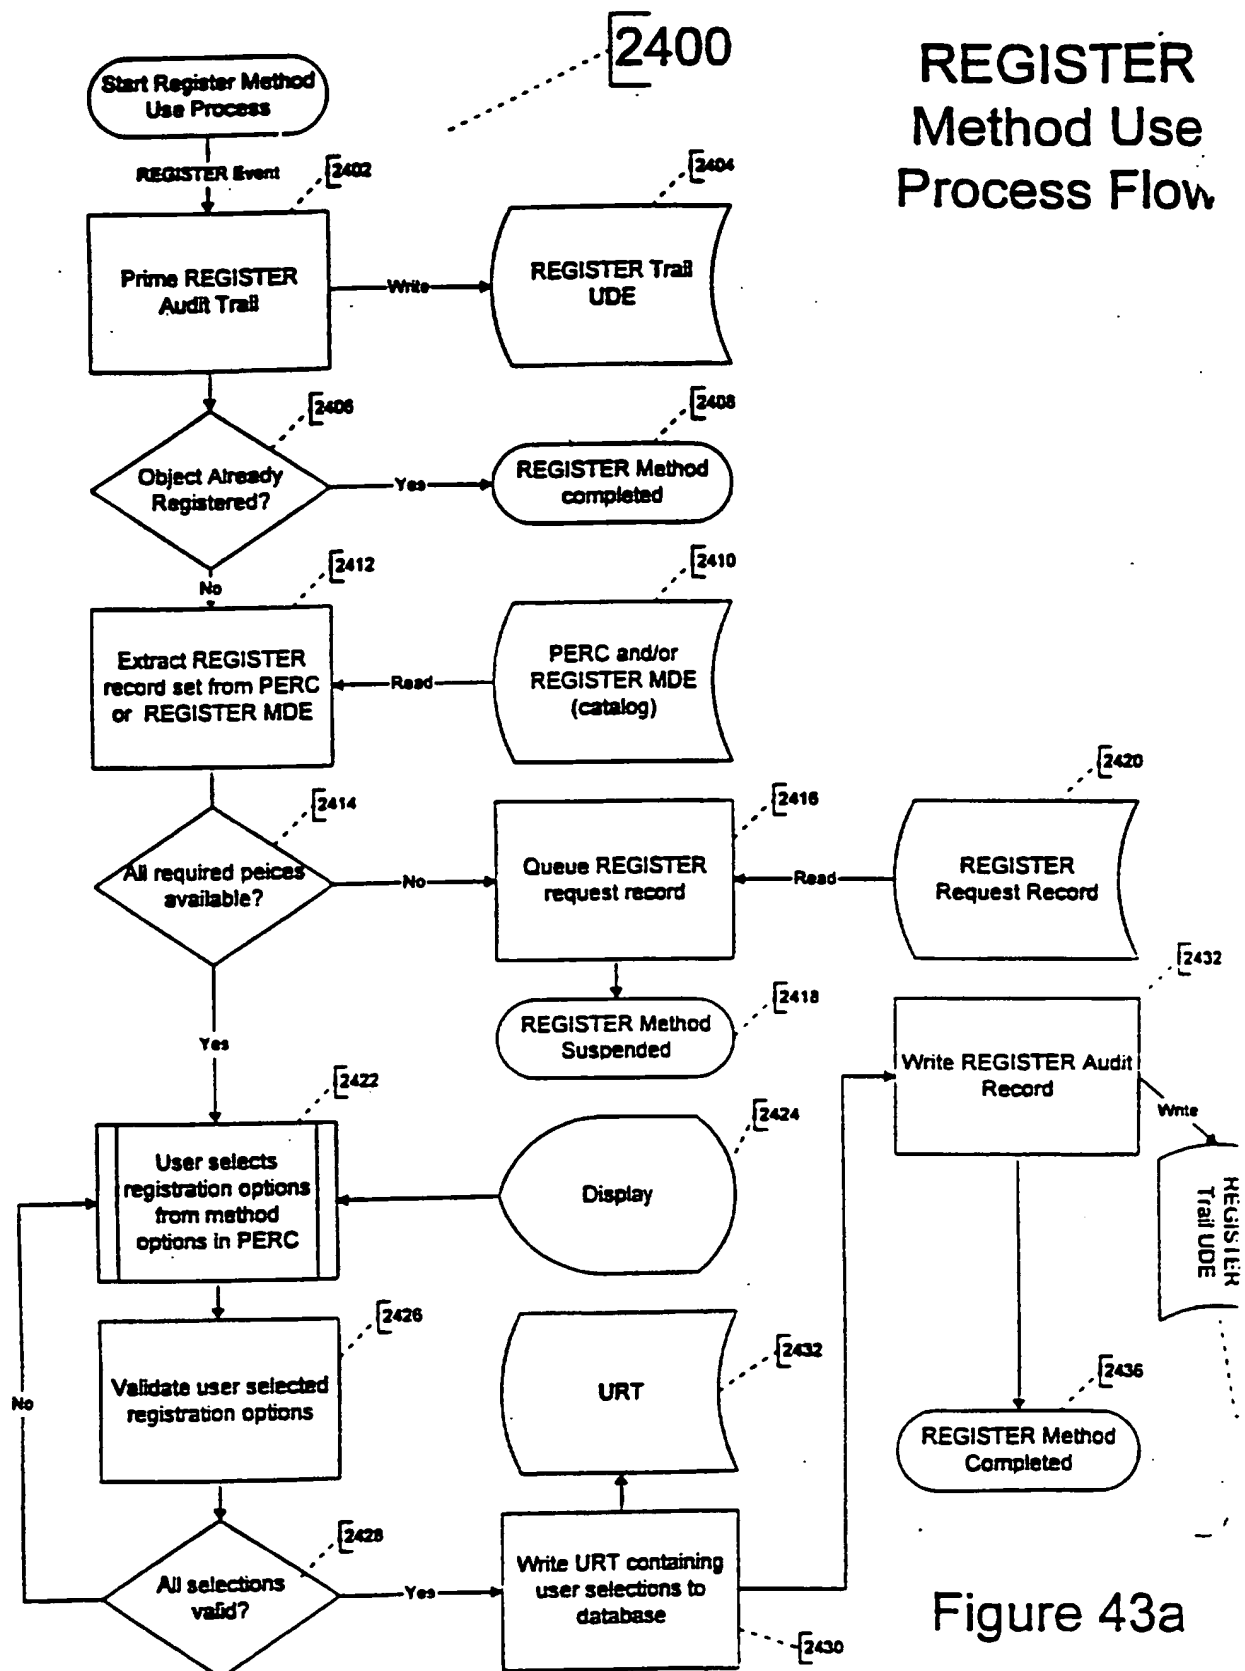 2400
REGISTER
Method Use
Process Flow
Start Register Method
Use Process
REGISTER Event
2402
2404
Prime REGISTER
Audit Trail
Write
REGISTER Trail
UDE
2406
2408
Object Already
Registered?
Yes
REGISTER Method
completed
No
2412
2410
Extract REGISTER
record set from PERC
or REGISTER MDE
Read
PERC and/or
REGISTER MDE
(catalog)
2414
2416
2420
All required peices
available?
No
Queue REGISTER
request record
Read
REGISTER
Request Record
2418
REGISTER Method
Suspended
2432
Write REGISTER Audit
Record
Write
REGISTER
Trail UDE
Yes
2422
2424
User selects
registration options
from method
options in PERC
Display
2426
2432
Validate user selected
registration options
URT
2436
REGISTER Method
Completed
No
2428
All selections
valid?
Yes
Write URT containing
user selections to
database
2430
Figure 43a